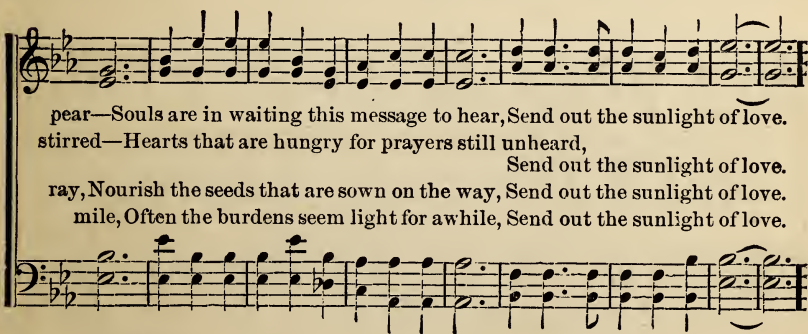 pear—Souls are in waiting this message to hear, Send out the sunlight of love.
stirred—Hearts that are hungry for prayers still unheard,
Send out the sunlight of love.
ray, Nourish the seeds that are sown on the way, Send out the sunlight of love.
mile, Often the burdens seem light for awhile, Send out the sunlight of love.